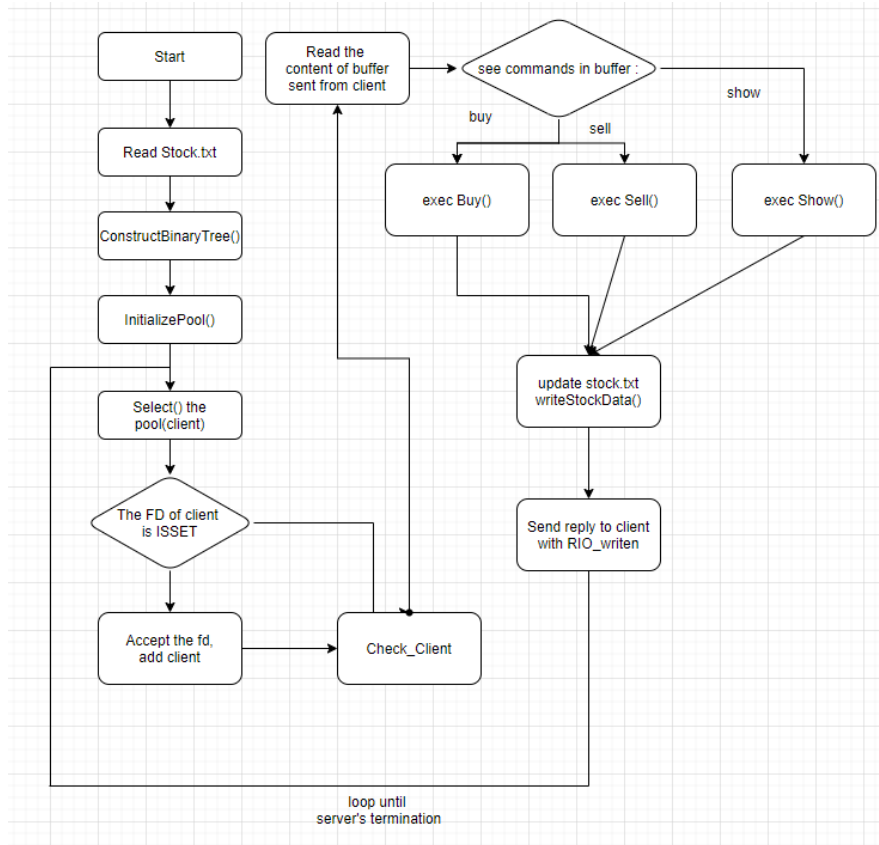 Start
Read Stock.txt
ConstructBinaryTree()
InitializePool()
Select() the
pool(client)
The FD of client
is ISSET
Accept the fd,
add client
Check_Client
Read the
content of buffer
sent from client
see commands in buffer :
buy
sell
show
exec Buy()
exec Sell()
exec Show()
update stock.txt
writeStockData()
Send reply to client
with RIO_writen
loop until
server's termination